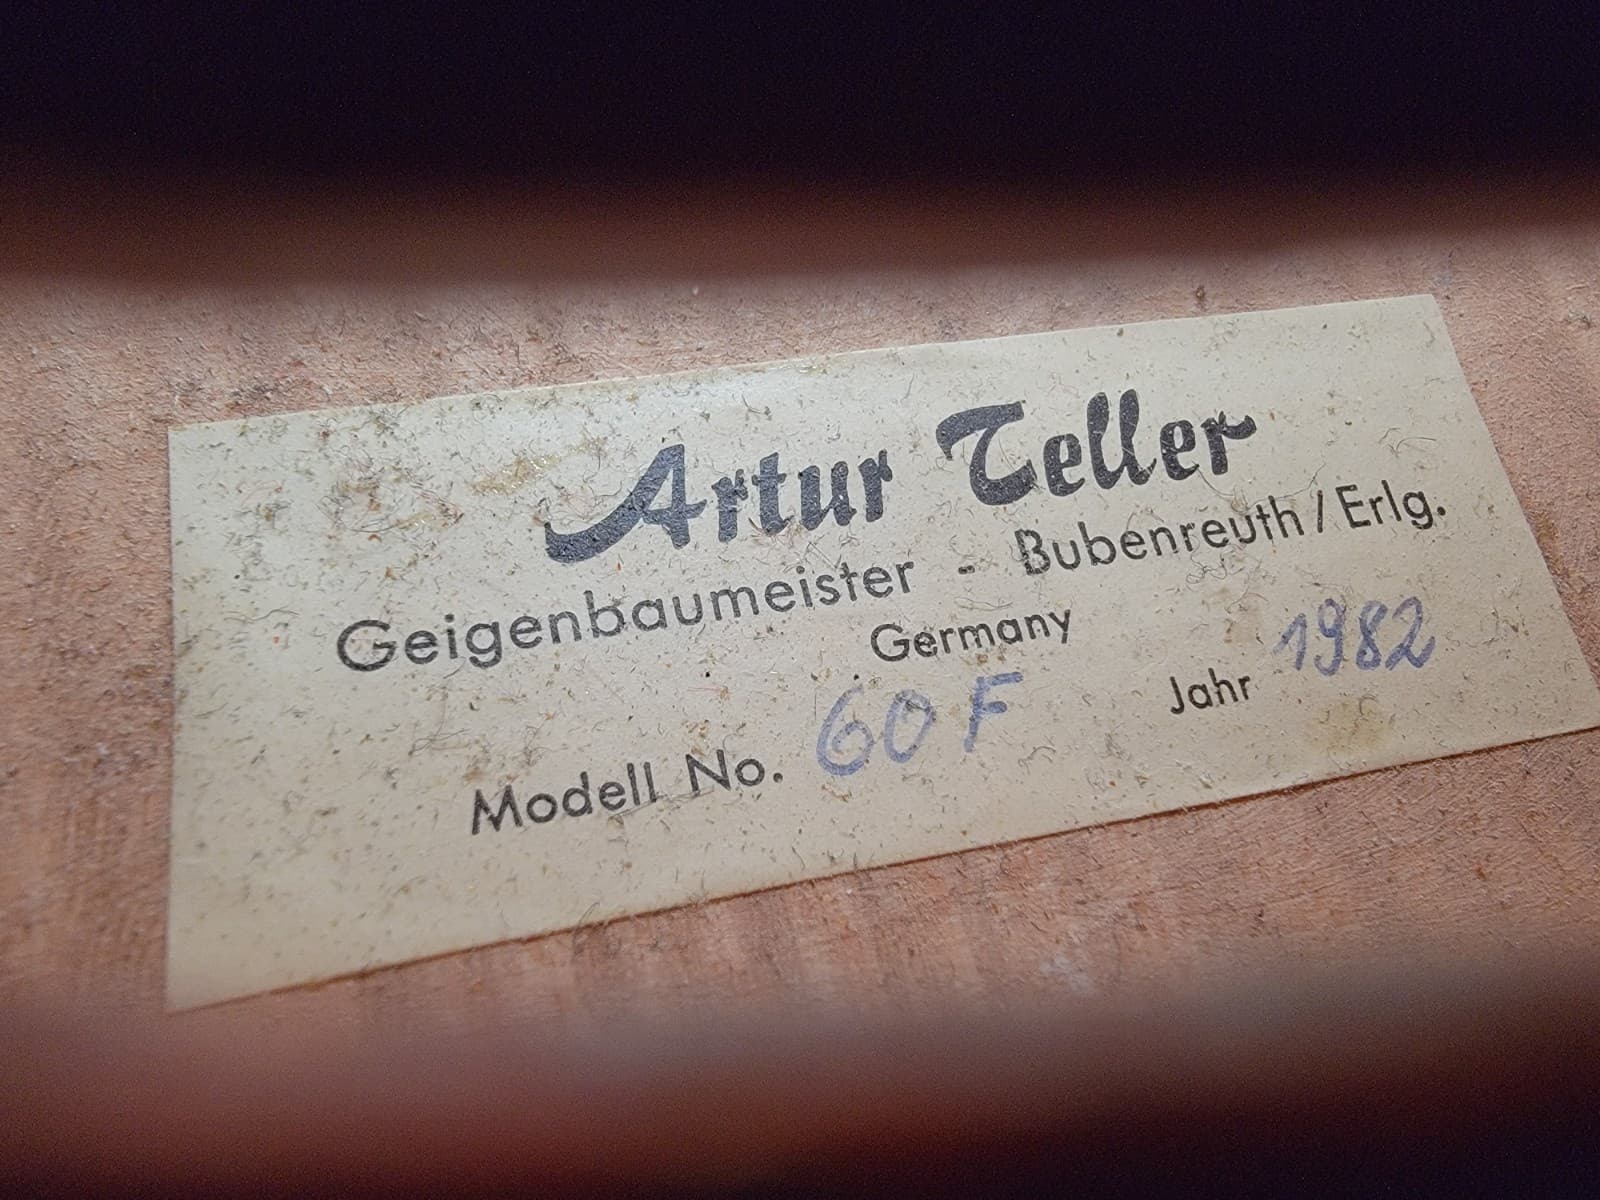 Artur Teller
Geigenbaumeister - Bubenreuth / Erlg.
Germany
Modell No. 60 F Jahr 1982